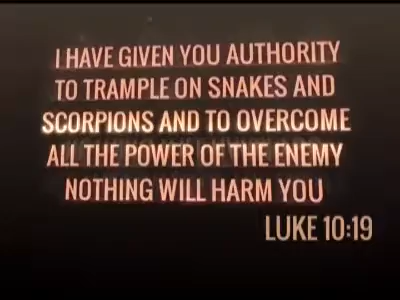 I HAVE GIVEN YOU AUTHORITY
TO TRAMPLE ON SNAKES AND
SCORPIONS AND TO OVERCOME
ALL THE POWER OF THE ENEMY
NOTHING WILL HARM YOU
LUKE 10:19